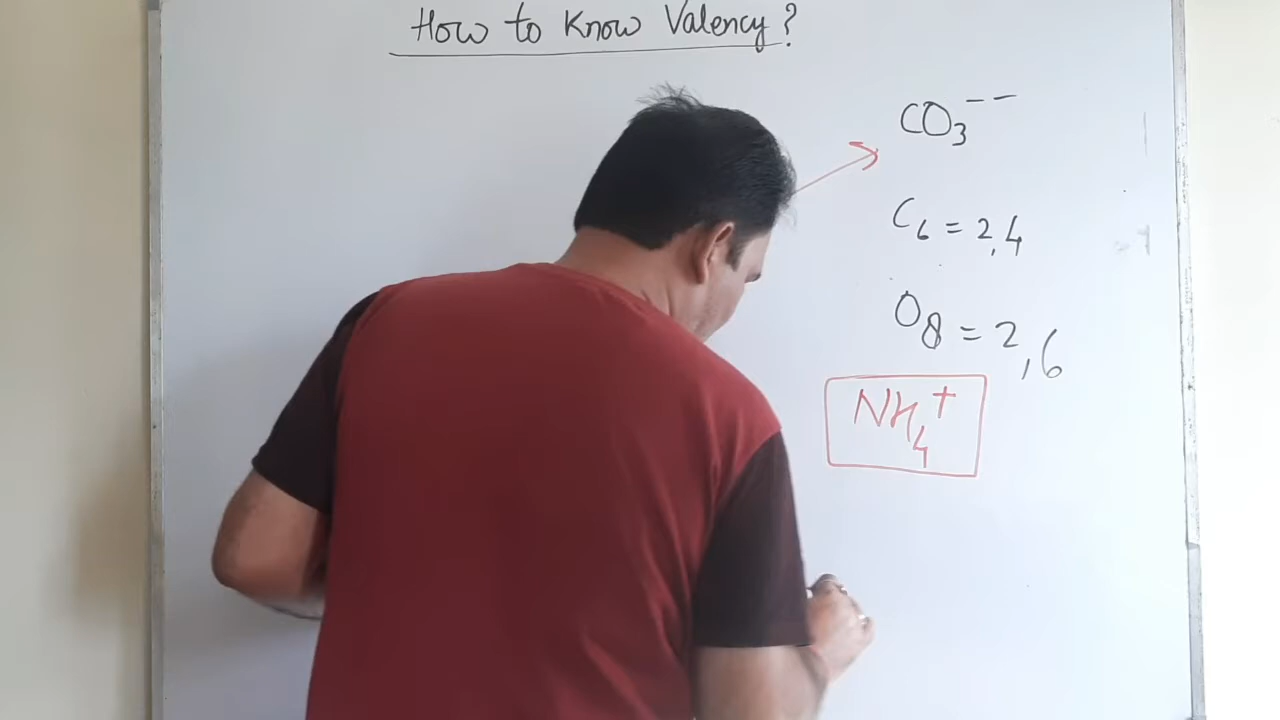 How to Know Valency?
CO₃⁻⁻
C₆ = 2,4
O₈ = 2,6
NH₄⁺